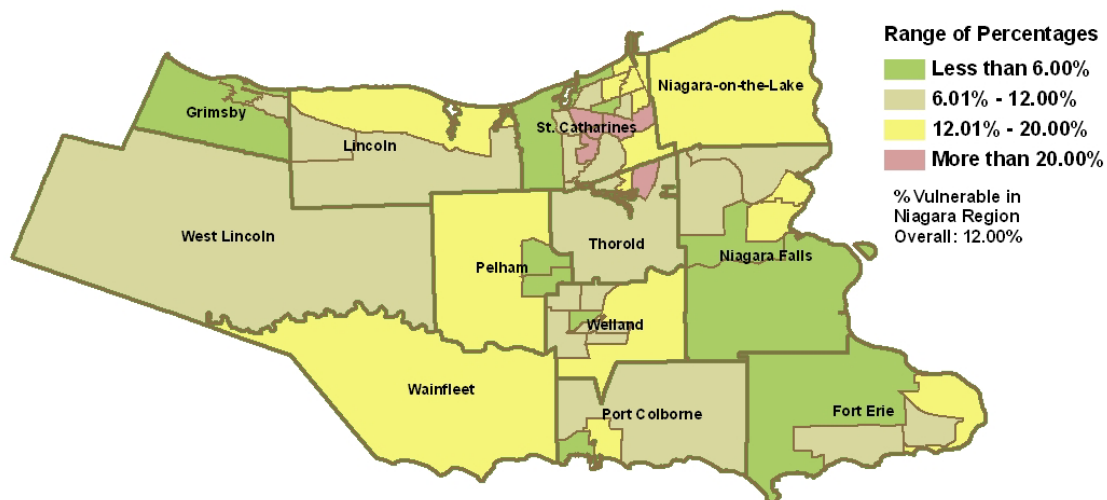 Range of Percentages
Less than 6.00%
6.01% - 12.00%
12.01% - 20.00%
More than 20.00%
% Vulnerable in
Niagara Region
Overall: 12.00%
Niagara-on-the-Lake
Grimsby
St. Catharines
Lincoln
West Lincoln
Thorold
Niagara Falls
Pelham
Welland
Wainfleet
Port Colborne
Fort Erie